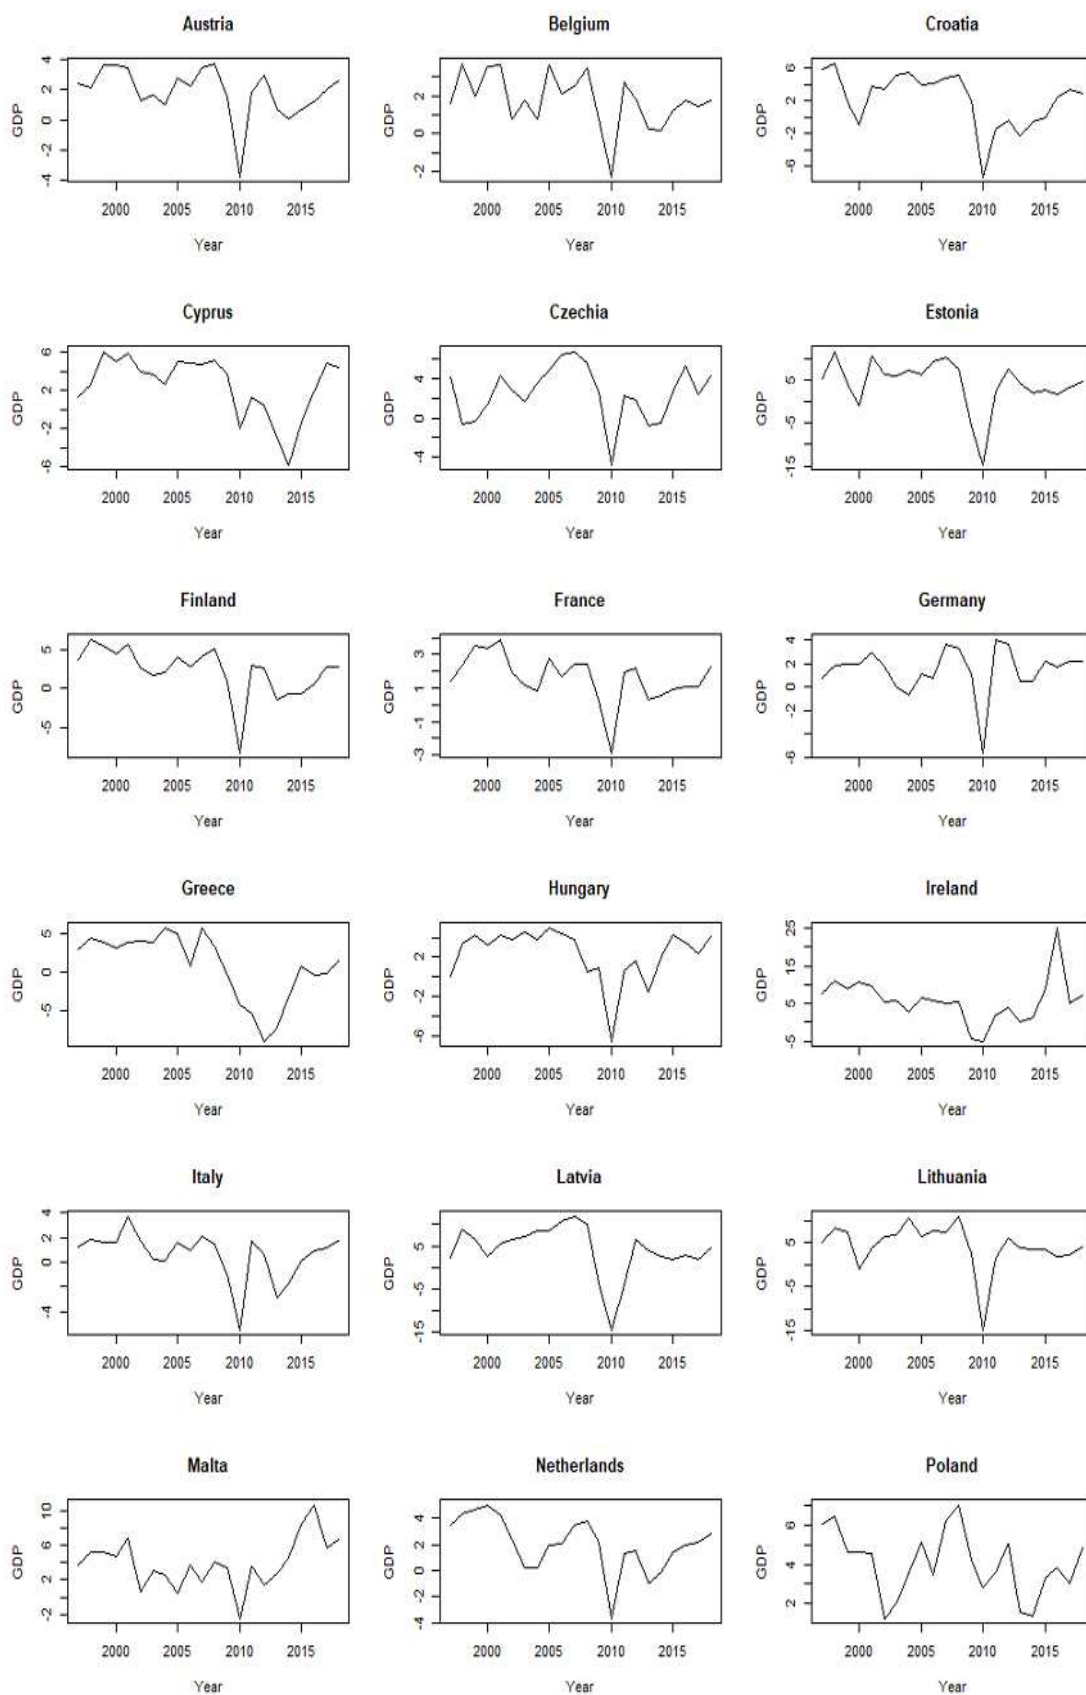 Austria Belgium Croatia
GDP 4 2 0 -2 -4 GDP 2 0 -2 GDP 6 2 -2 -6
2000 2005 2010 2015 2000 2005 2010 2015 2000 2005 2010 2015
Year Year Year
Cyprus Czechia Estonia
GDP 6 2 -2 -6 GDP 4 0 -4 GDP 5 -5 -15
2000 2005 2010 2015 2000 2005 2010 2015 2000 2005 2010 2015
Year Year Year
Finland France Germany
GDP 5 0 -5 GDP 3 1 -1 -3 GDP 4 2 0 -2 -6
2000 2005 2010 2015 2000 2005 2010 2015 2000 2005 2010 2015
Year Year Year
Greece Hungary Ireland
GDP 5 0 -5 GDP 2 -2 -6 GDP 25 15 5 -5
2000 2005 2010 2015 2000 2005 2010 2015 2000 2005 2010 2015
Year Year Year
Italy Latvia Lithuania
GDP 4 2 0 -4 GDP 5 -5 -15 GDP 5 -5 -15
2000 2005 2010 2015 2000 2005 2010 2015 2000 2005 2010 2015
Year Year Year
Malta Netherlands Poland
GDP 10 6 2 -2 GDP 4 2 0 -2 -4 GDP 6 4 2
2000 2005 2010 2015 2000 2005 2010 2015 2000 2005 2010 2015
Year Year Year